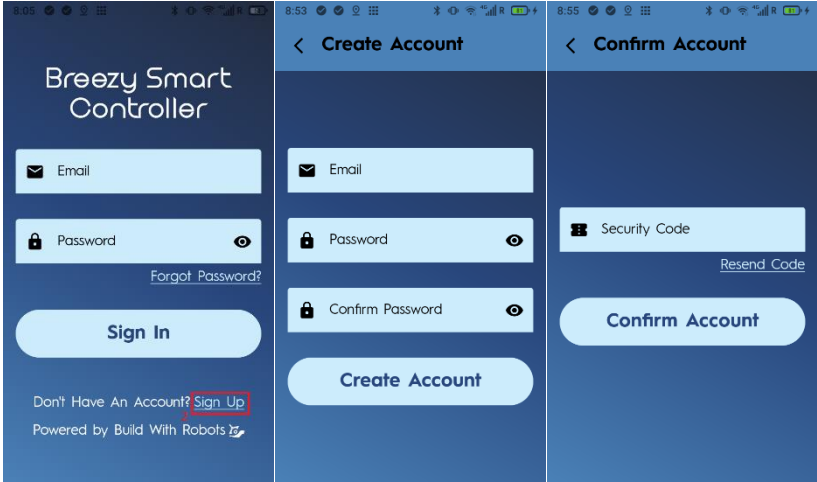 8:05
Breezy Smart
Controller
Email
Password
Forgot Password?
Sign In
Don't Have An Account? Sign Up
Powered by Build With Robots
8:53
Create Account
Email
Password
Confirm Password
Create Account
8:55
Confirm Account
Security Code
Resend Code
Confirm Account